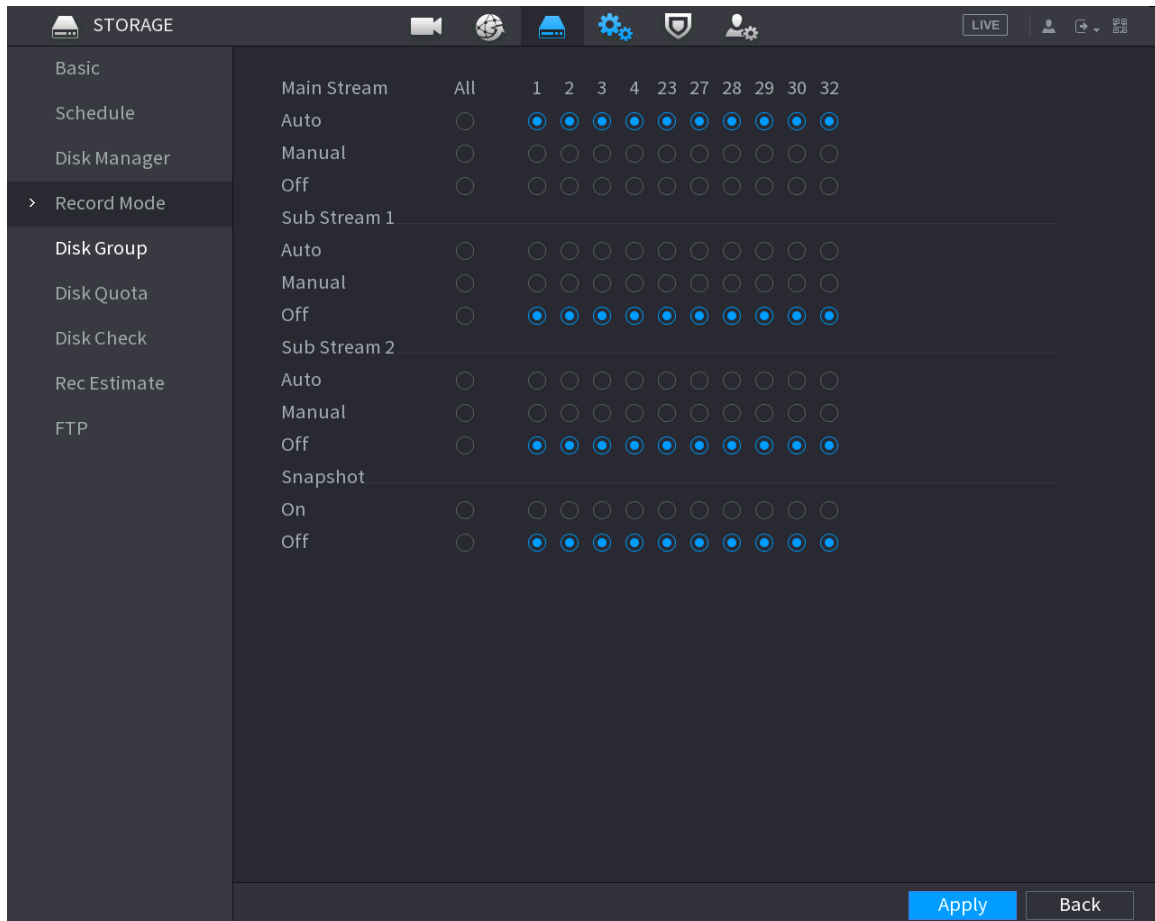 STORAGE
LIVE
Basic
Schedule
Disk Manager
Record Mode
Disk Group
Disk Quota
Disk Check
Rec Estimate
FTP
Main Stream All 1 2 3 4 23 27 28 29 30 32
Auto
Manual
Off
Sub Stream 1
Auto
Manual
Off
Sub Stream 2
Auto
Manual
Off
Snapshot
On
Off
Apply Back